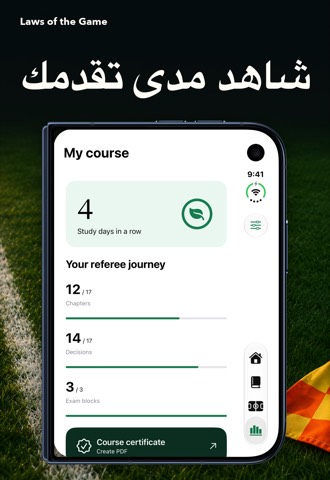 Laws of the Game
شاهد مدى تقدمك
My course
9:41
4
Study days in a row
Your referee journey
12 / 17
Chapters
14 / 17
Decisions
3 / 3
Exam blocks
Course certificate
Create PDF